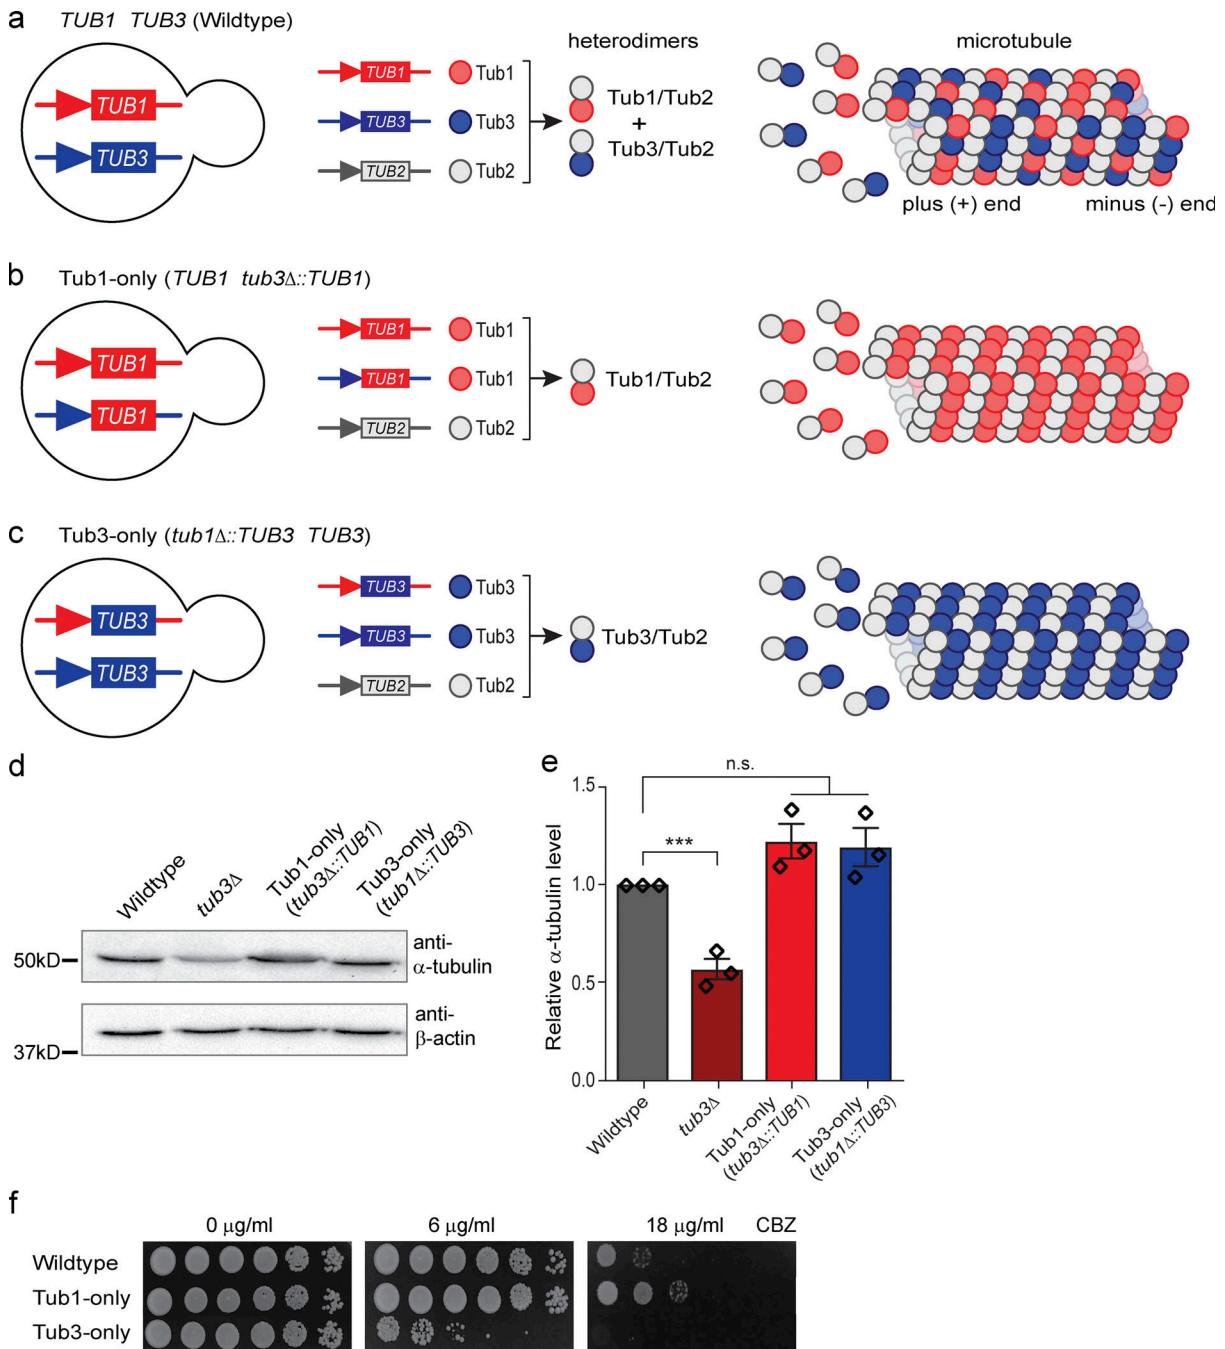 a
TUB1 TUB3 (Wildtype)
heterodimers
microtubule
TUB1
TUB3
TUB1
Tub1
TUB3
Tub3
TUB2
Tub2
Tub1/Tub2
+
Tub3/Tub2
plus (+) end
minus (-) end
b
Tub1-only (TUB1 tub3Δ::TUB1)
TUB1
TUB1
TUB1
Tub1
TUB1
Tub1
TUB2
Tub2
Tub1/Tub2
c
Tub3-only (tub1Δ::TUB3 TUB3)
TUB3
TUB3
TUB3
Tub3
TUB3
Tub3
TUB2
Tub2
Tub3/Tub2
d
Wildtype
tub3Δ
Tub1-only
(tub3Δ::TUB1)
Tub3-only
(tub1Δ::TUB3)
50kD
anti-
α-tubulin
37kD
anti-
β-actin
e
Relative α-tubulin level
1.5
1.0
0.5
0.0
n.s.
***
Wildtype
tub3Δ
Tub1-only
(tub3Δ::TUB1)
Tub3-only
(tub1Δ::TUB3)
f
0 μg/ml
6 μg/ml
18 μg/ml
CBZ
Wildtype
Tub1-only
Tub3-only